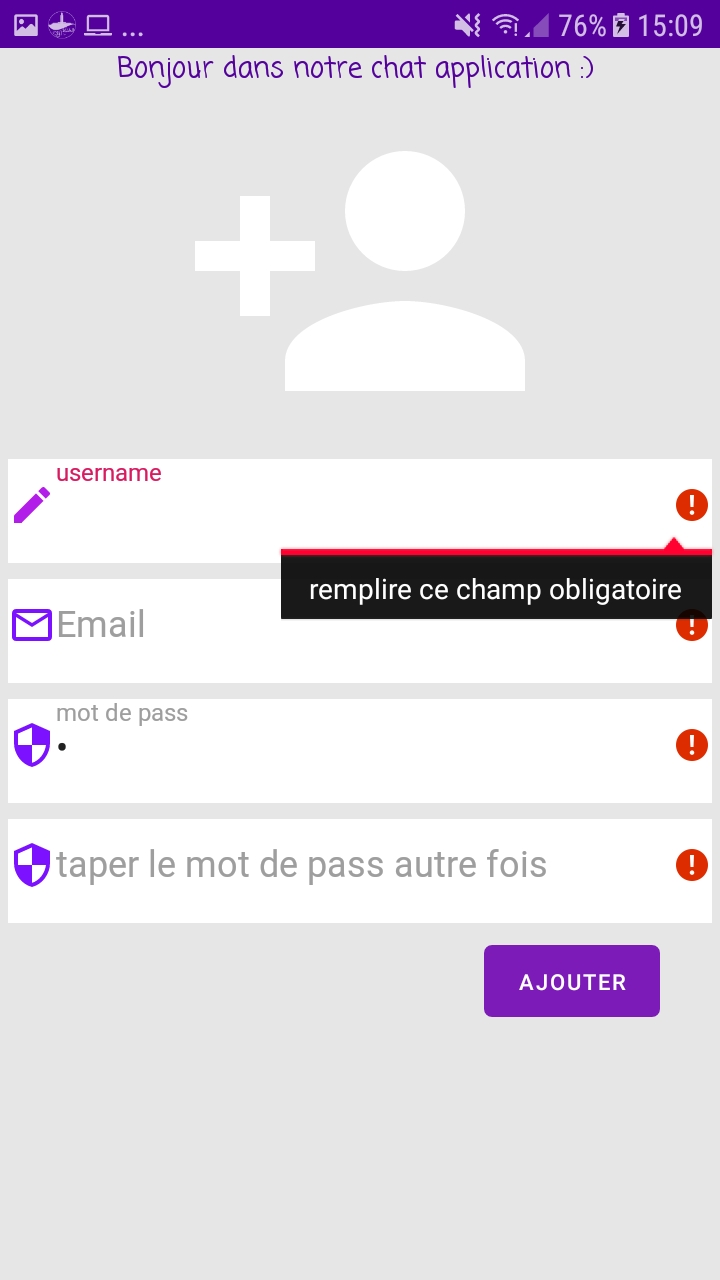 ... 76% 15:09
Bonjour dans notre chat application :)
username
remplire ce champ obligatoire
Email
mot de pass
•
taper le mot de pass autre fois
AJOUTER